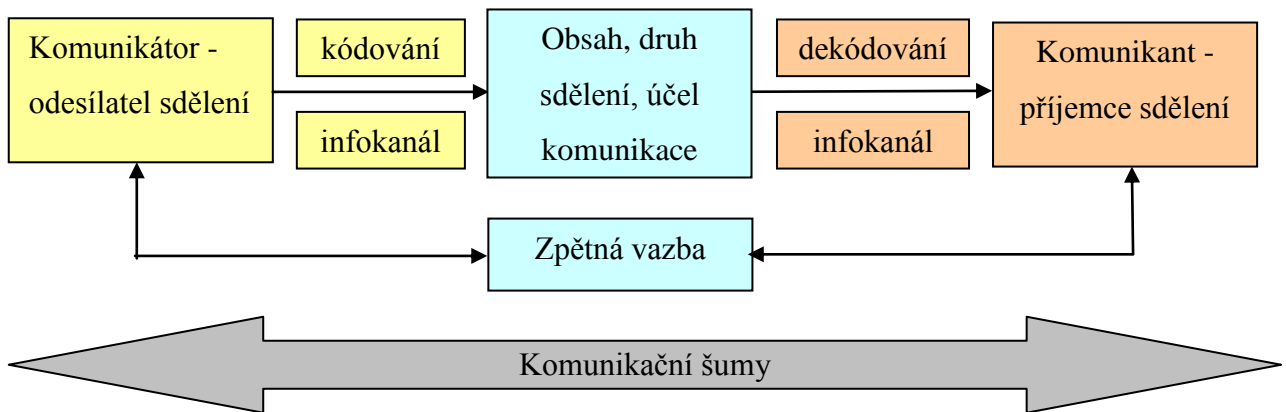 Komunikátor -
odesílatel sdělení
kódování
infokanál
Obsah, druh
sdělení, účel
komunikace
dekódování
infokanál
Komunikant -
příjemce sdělení
Zpětná vazba
Komunikační šumy